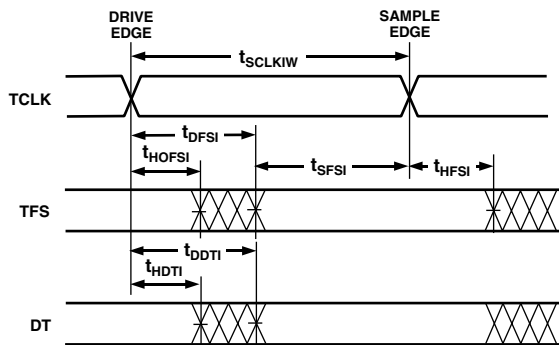 DRIVE
EDGE
SAMPLE
EDGE
tSCLKIW
TCLK
tDFSI
tHOFSI
tSFSI
tHFSI
TFS
tDDTI
tHDTI
DT